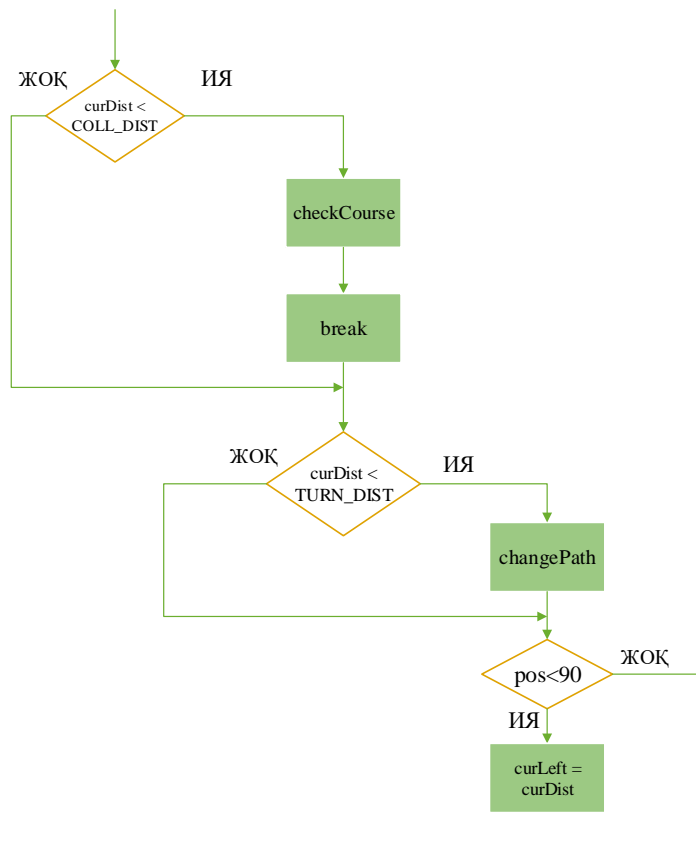 ЖОҚ
ИЯ
curDist <
COLL_DIST
checkCourse
break
ЖОҚ
ИЯ
curDist <
TURN_DIST
changePath
ЖОҚ
pos<90
ИЯ
curLeft =
curDist